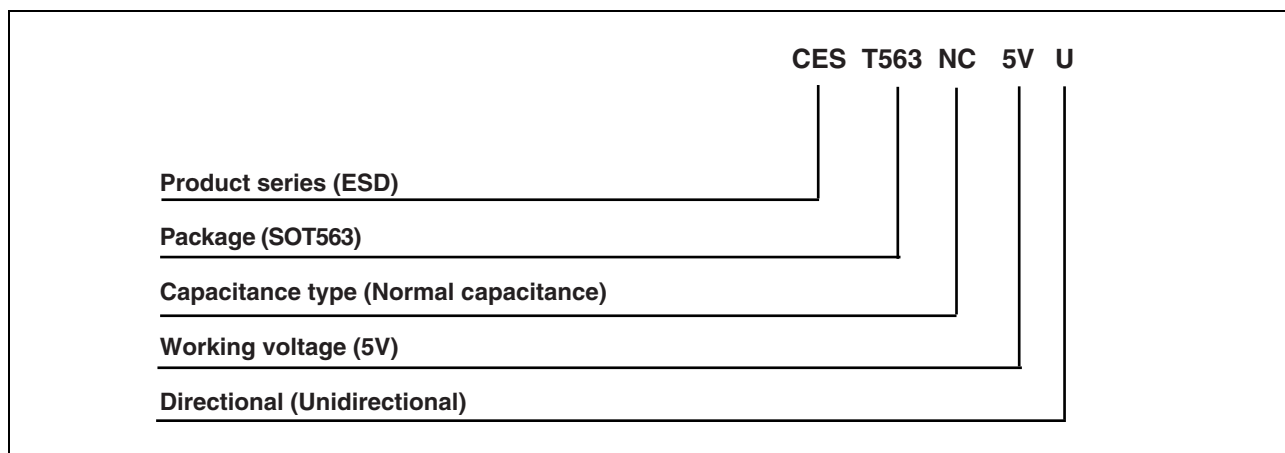 CES T563 NC 5V U
Product series (ESD)
Package (SOT563)
Capacitance type (Normal capacitance)
Working voltage (5V)
Directional (Unidirectional)